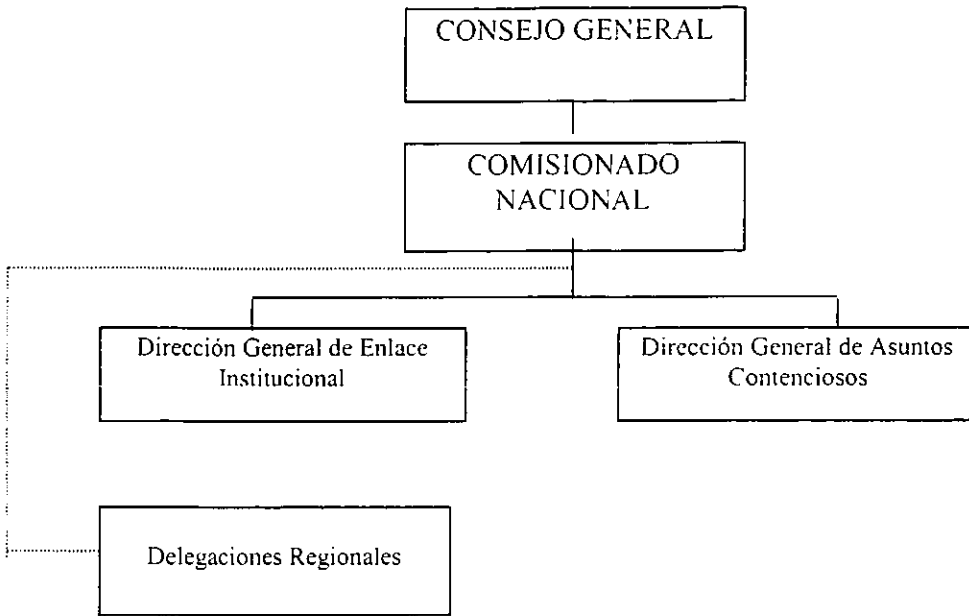 CONSEJO GENERAL
COMISIONADO
NACIONAL
Dirección General de Enlace
Institucional
Dirección General de Asuntos
Contenciosos
Delegaciones Regionales